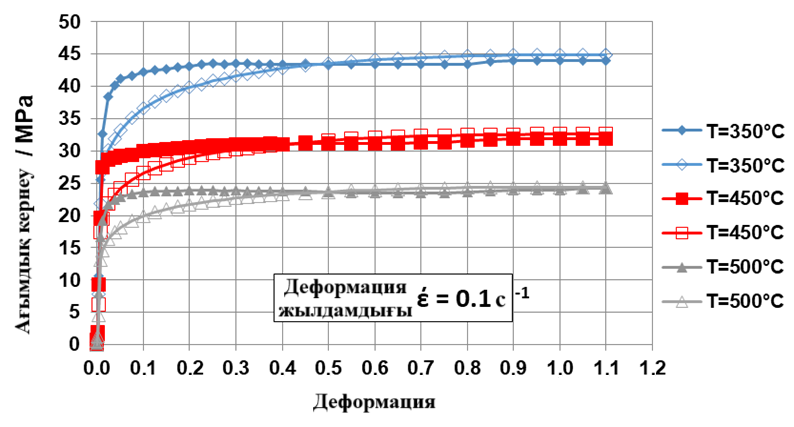 50
45
40
35
30
25
20
15
10
5
0
Ағымдық кернеу / MPa
0.0 0.1 0.2 0.3 0.4 0.5 0.6 0.7 0.8 0.9 1.0 1.1 1.2
Деформация
Деформация
жылдамдығы έ = 0.1 с⁻¹
T=350°C
T=350°C
T=450°C
T=450°C
T=500°C
T=500°C